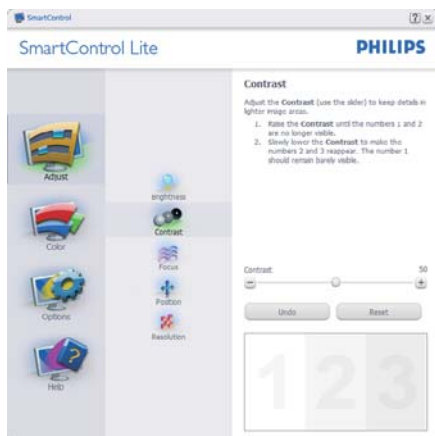 SmartControl
SmartControl Lite
PHILIPS
Adjust
Color
Options
Help
Brightness
Contrast
Focus
Position
Resolution
Contrast
Adjust the Contrast (use the slider) to keep details in
lighter image areas.
1. Raise the Contrast until the numbers 1 and 2
are no longer visible.
2. Slowly lower the Contrast to make the
numbers 2 and 3 reappear. The number 1
should remain barely visible.
Contrast 50
Undo Reset
1 2 3